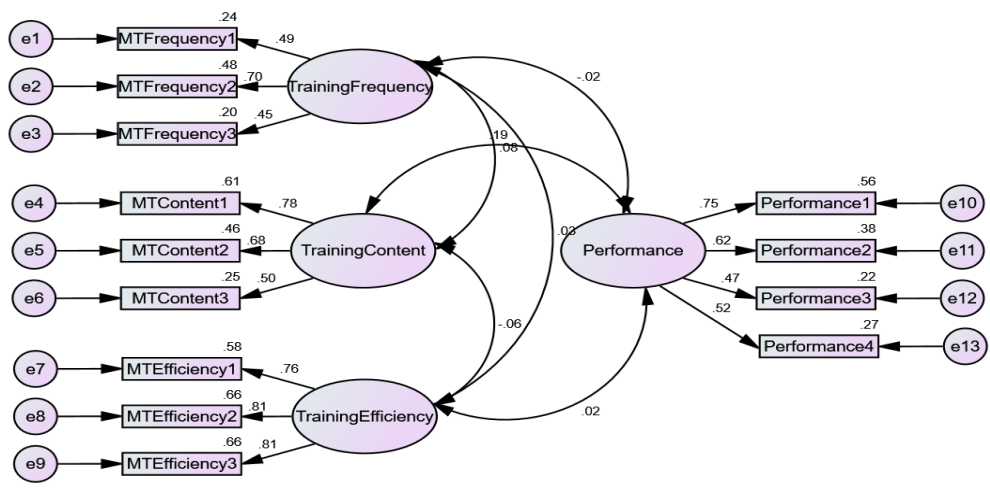 .24
e1 MTFrequency1 .49
.48
e2 MTFrequency2 .70 TrainingFrequency -.02
.20
e3 MTFrequency3 .45
.19
.08
.61
e4 MTContent1 .78
.56
.75 Performance1 e10
.46
e5 MTContent2 .68 TrainingContent .03 Performance
.38
.62 Performance2 e11
.25
e6 MTContent3 .50
.22
.47 Performance3 e12
.52
-.06
.27
Performance4 e13
.58
e7 MTEfficiency1 .76
.66
e8 MTEfficiency2 .81 TrainingEfficiency .02
.66
e9 MTEfficiency3 .81